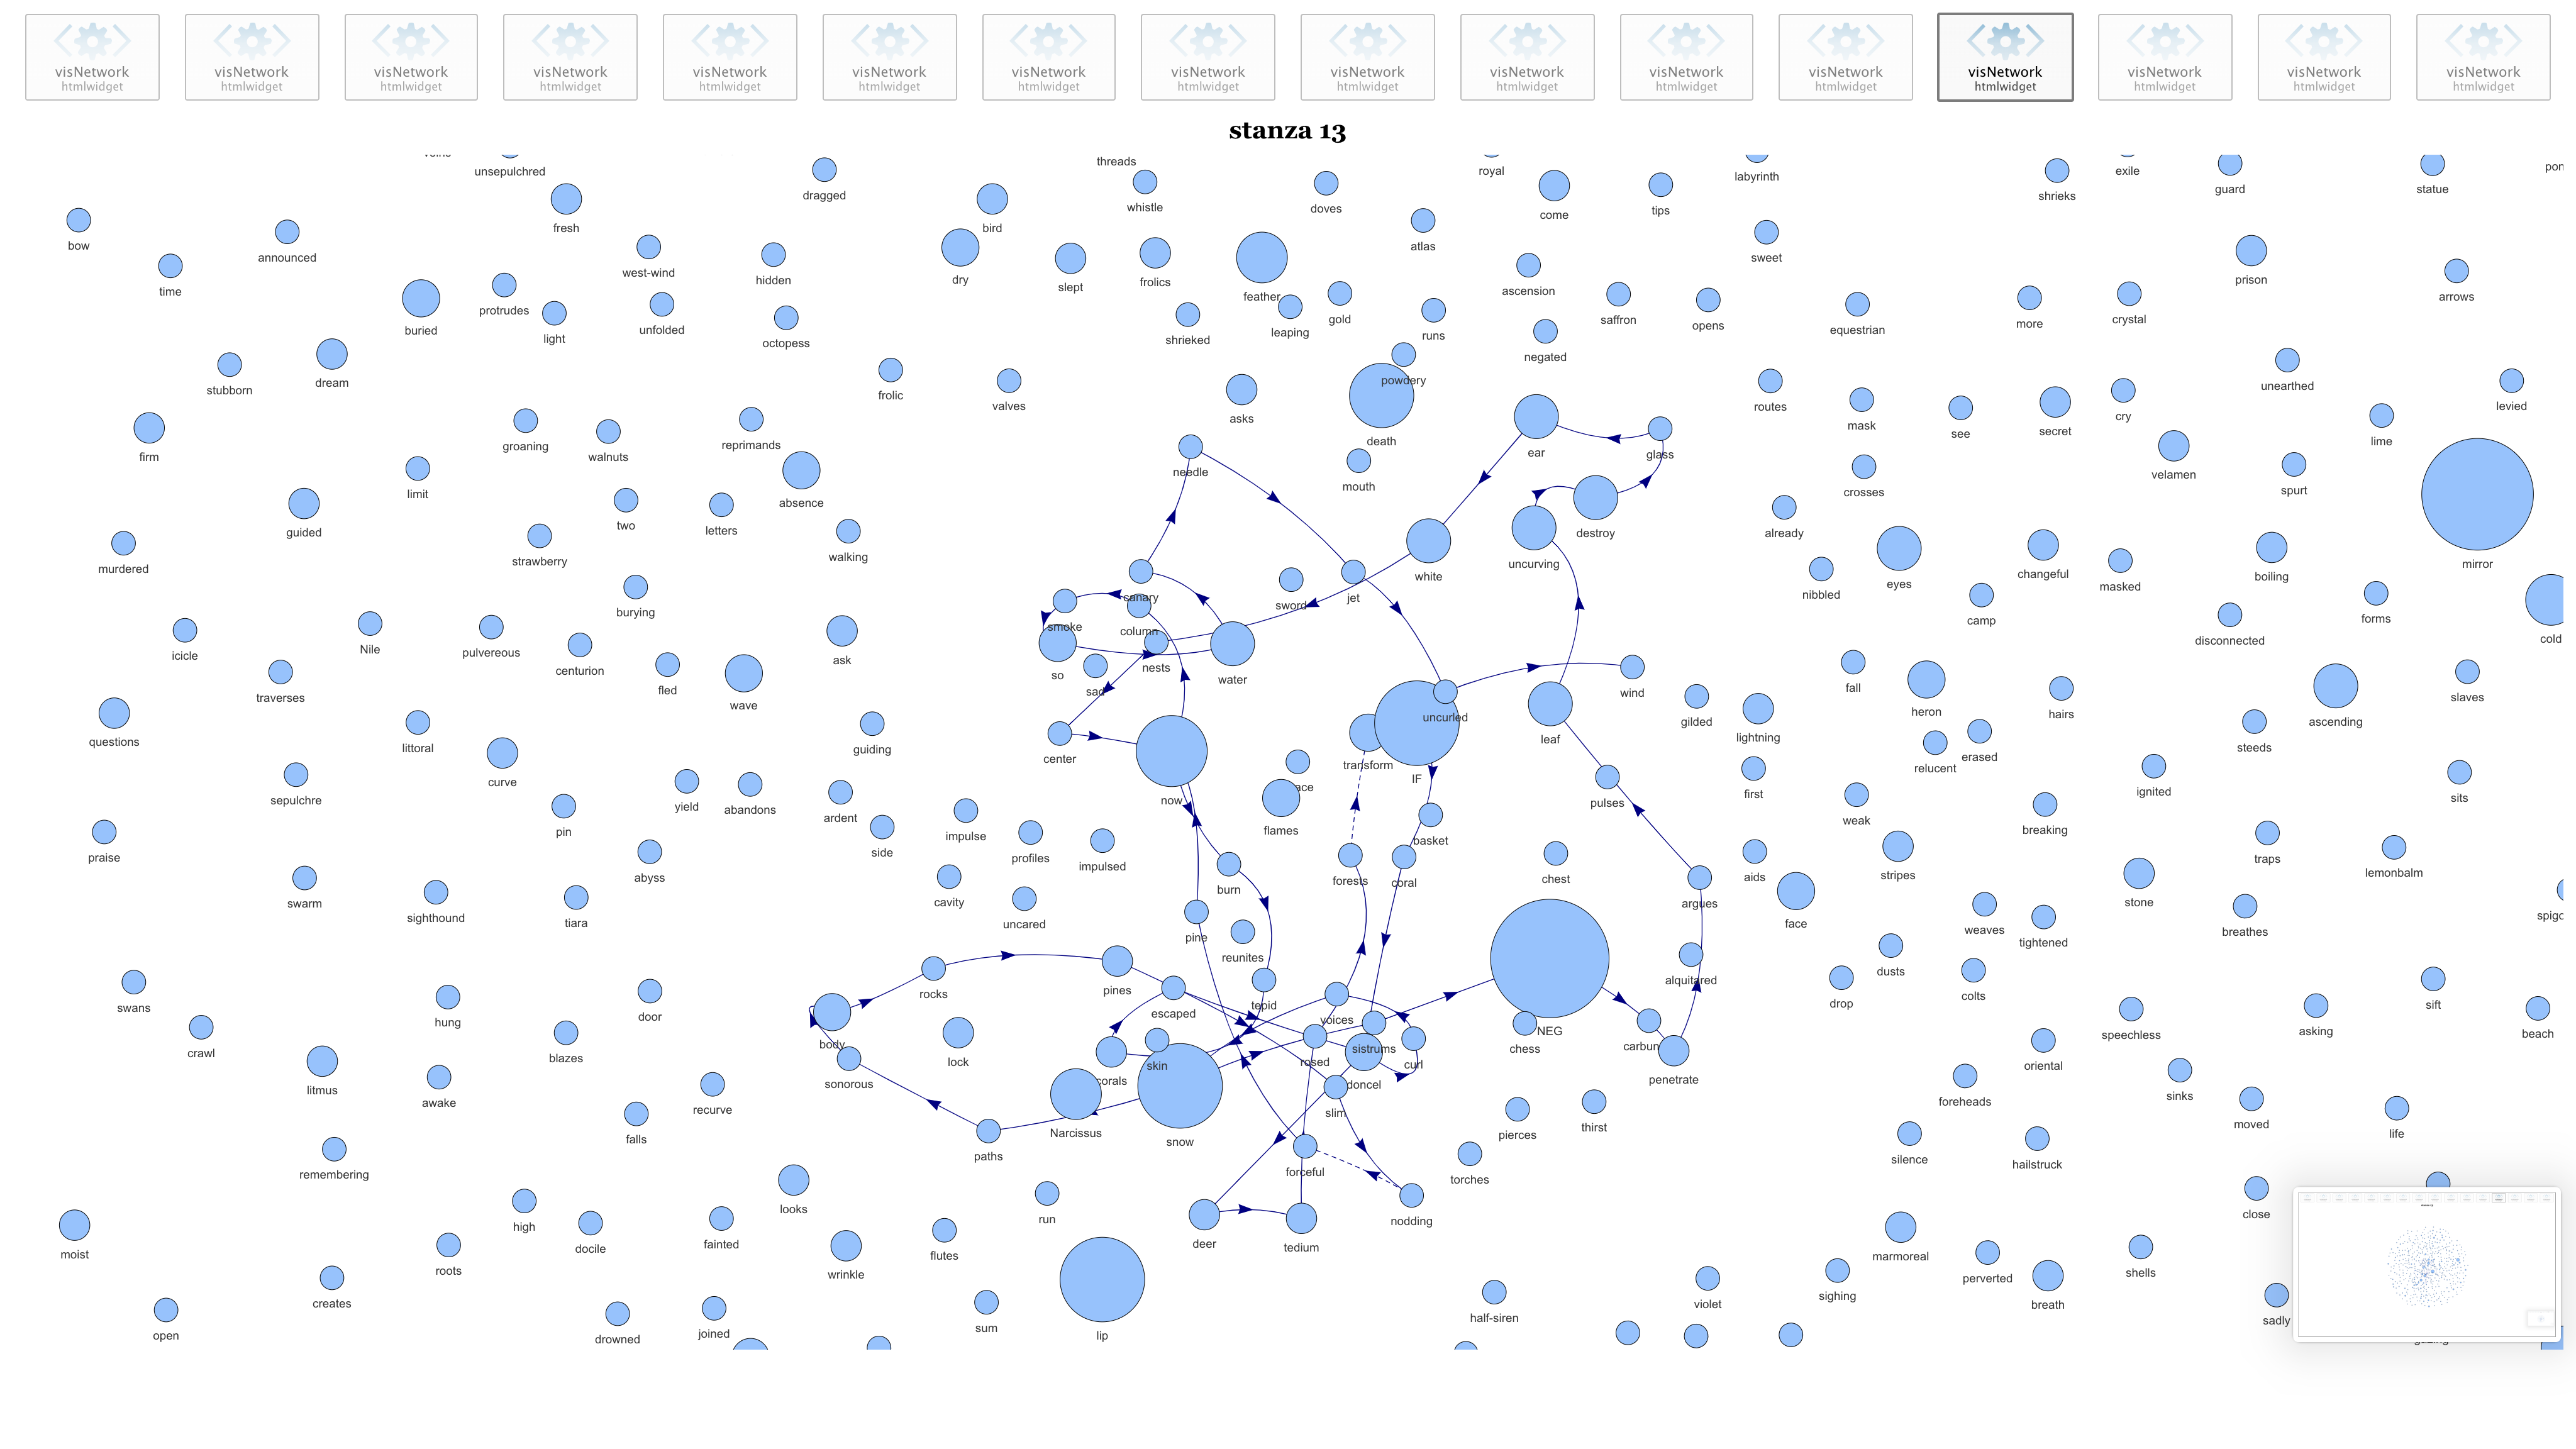 visNetwork visNetwork visNetwork visNetwork visNetwork visNetwork visNetwork visNetwork visNetwork visNetwork visNetwork visNetwork visNetwork visNetwork visNetwork visNetwork
htmlwidget htmlwidget htmlwidget htmlwidget htmlwidget htmlwidget htmlwidget htmlwidget htmlwidget htmlwidget htmlwidget htmlwidget htmlwidget htmlwidget htmlwidget htmlwidget
stanza 13
threads
unsepulchred royal labyrinth exile
dragged shrieks guard statue
whistle doves tips
come
fresh bird
bow atlas
announced sweet
west-wind
hidden dry frolics prison
time slept ascension
feather arrows
protrudes gold saffron crystal
buried unfolded leaping opens equestrian more
light octopess shrieked runs
negated
stubborn dream powdery unearthed
frolic valves routes levied
asks mask cry
groaning reprimands death see secret lime
firm walnuts ear glass
needle velamen
limit mouth crosses spurt
absence
guided two letters destroy already
strawberry walking
murdered white uncurving eyes changeful boiling mirror
canary sword jet nibbled masked
burying camp forms
smoke column disconnected cold
icicle Nile pulvereous ask
centurion nests
traverses fled sad so water wind fall slaves
wave heron hairs
questions littoral guiding uncurled leaf gilded lightning ascending
curve center transform relucent erased steeds
IF
sepulchre yield abandons now pulses first ignited sits
pin ardent flames weak breaking
praise side impulse profiles impulsed basket traps
abyss burn forests coral chest aids stripes lemonbalm
swarm sighthound tiara cavity uncared argues stone
pine face weaves tightened breathes
reunites
rocks pines tepid alquitared dusts colts
swans hung door escaped drop sift
voices NEG speechless asking beach
crawl blazes body lock rosed sistrums curl chess
corals skin penetrate oriental
litmus awake recurve sonorous slim doncel foreheads sinks
falls Narcissus snow pierces thirst moved life
paths silence hailstruck
remembering forceful torches
high looks run nodding close
moist docile fainted deer tedium
roots wrinkle flutes marmoreal perverted shells
creates violet sighing breath
open drowned joined sum lip half-siren sadly